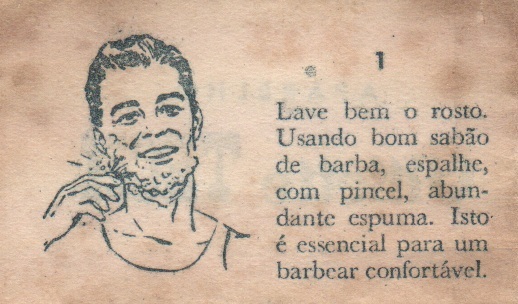 1
Lave bem o rosto.
Usando bom sabão
de barba, espalhe,
com pincel, abun-
dante espuma. Isto
é essencial para um
barbear confortável.